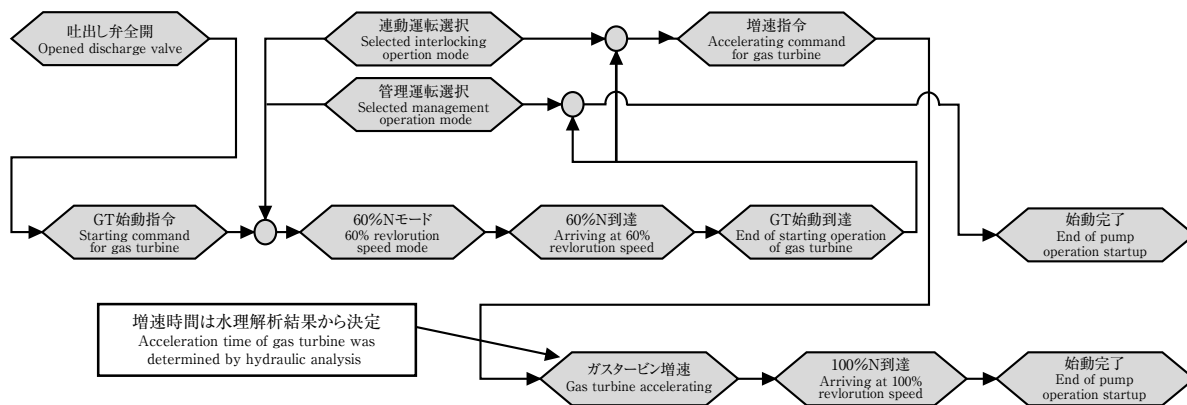 吐出し弁全開
Opened discharge valve
連動運転選択
Selected interlocking
opertion mode
増速指令
Accelerating command
for gas turbine
管理運転選択
Selected management
operation mode
GT始動指令
Starting command
for gas turbine
60%Nモード
60% revlorution
speed mode
60%N到達
Arriving at 60%
revlorution speed
GT始動到達
End of starting operation
of gas turbine
始動完了
End of pump
operation startup
増速時間は水理解析結果から決定
Acceleration time of gas turbine was
determined by hydraulic analysis
ガスタービン増速
Gas turbine accelerating
100%N到達
Arriving at 100%
revlorution speed
始動完了
End of pump
operation startup